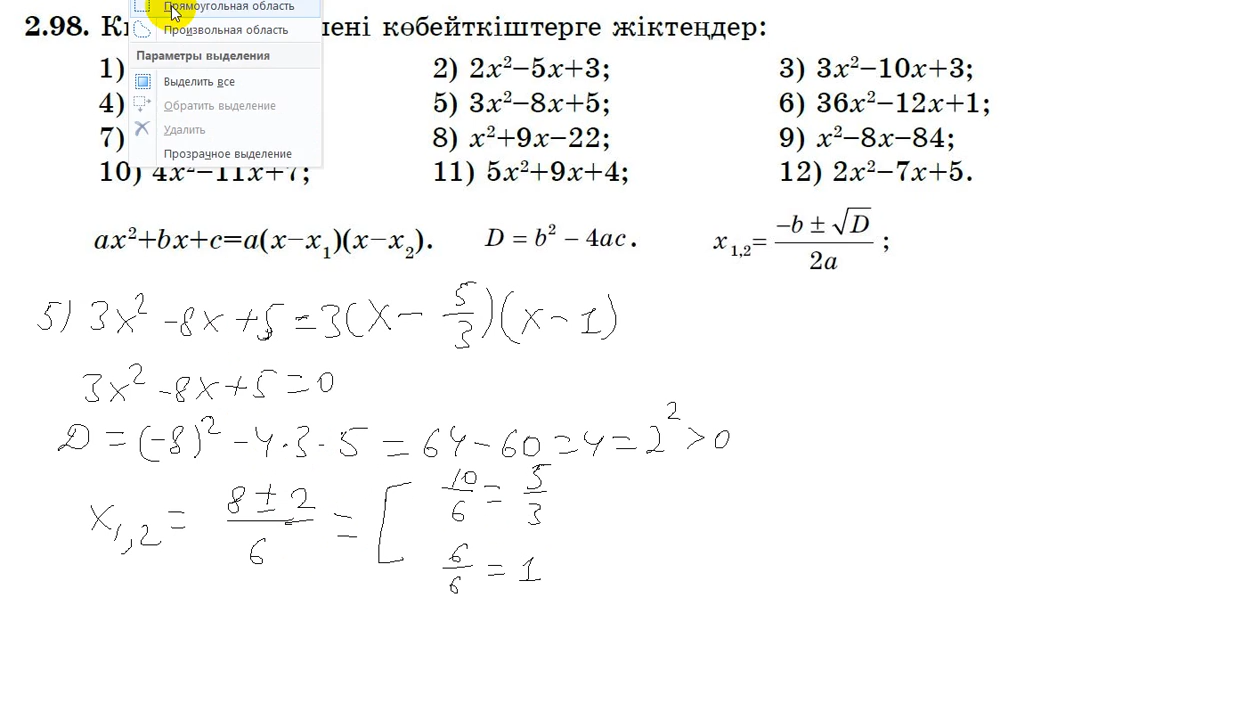 Прямоугольная область
2.98. лені көбейткіштерге жіктеңдер:
Произвольная область
Параметры выделения
1) 2) 2x²−5x+3; 3) 3x²−10x+3;
Выделить все
4) 5) 3x²−8x+5; 6) 36x²−12x+1;
Обратить выделение
Удалить
7) 8) x²+9x−22; 9) x²−8x−84;
Прозрачное выделение
10) 4x²−11x+7; 11) 5x²+9x+4; 12) 2x²−7x+5.
ax²+bx+c=a(x−x₁)(x−x₂). D = b² − 4ac. x₁,₂= (−b ± √D)/2a ;
5) 3x² −8x +5 = 3(x − 5/3)(x − 1)
3x² −8x+5=0
D = (−8)² − 4·3·5 = 64 − 60 = 4 = 2² > 0
x₁,₂ = (8 ± 2)/6 = [ 10/6 = 5/3
6/6 = 1